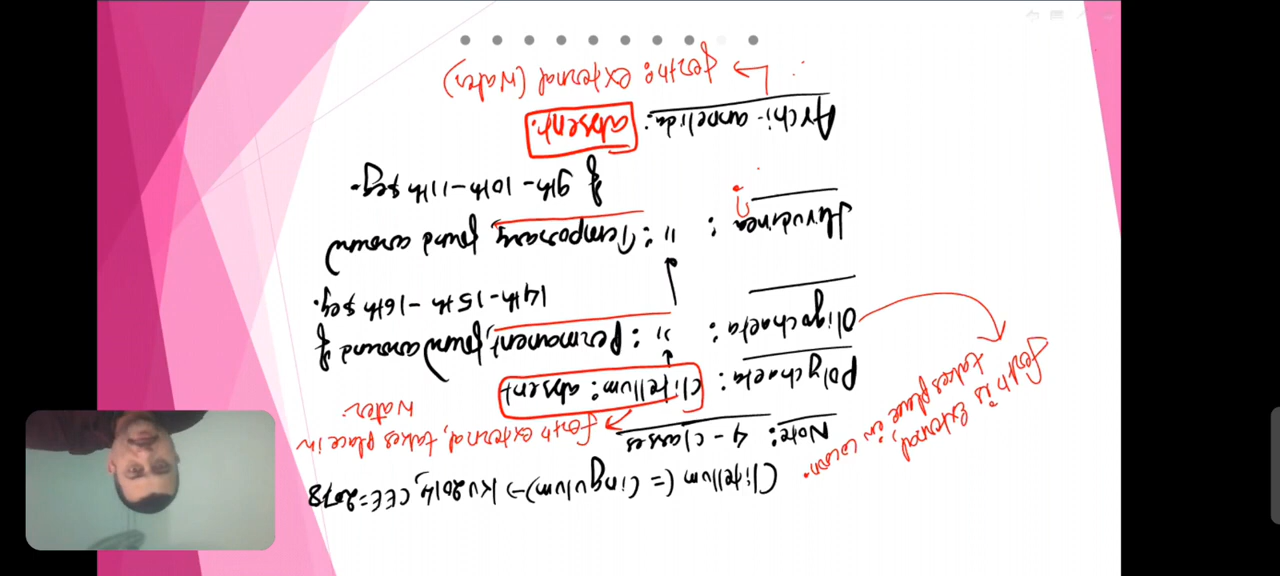 Clitellum (= Cingulum) → KU 2014, CEE = 2078
Note: 4 - classes
fertn external, takes place in
water.
Polychaeta: Clitellum: absent
Oligochaeta: ": permanent, found around of
14th - 15th - 16th seg.
fertn is external,
takes place in cocoon.
Hirudinea: ": Temporary, found around
of 9th - 10th - 11th seg.
Archi-annelida: absent.
↳ fertn: external (water)